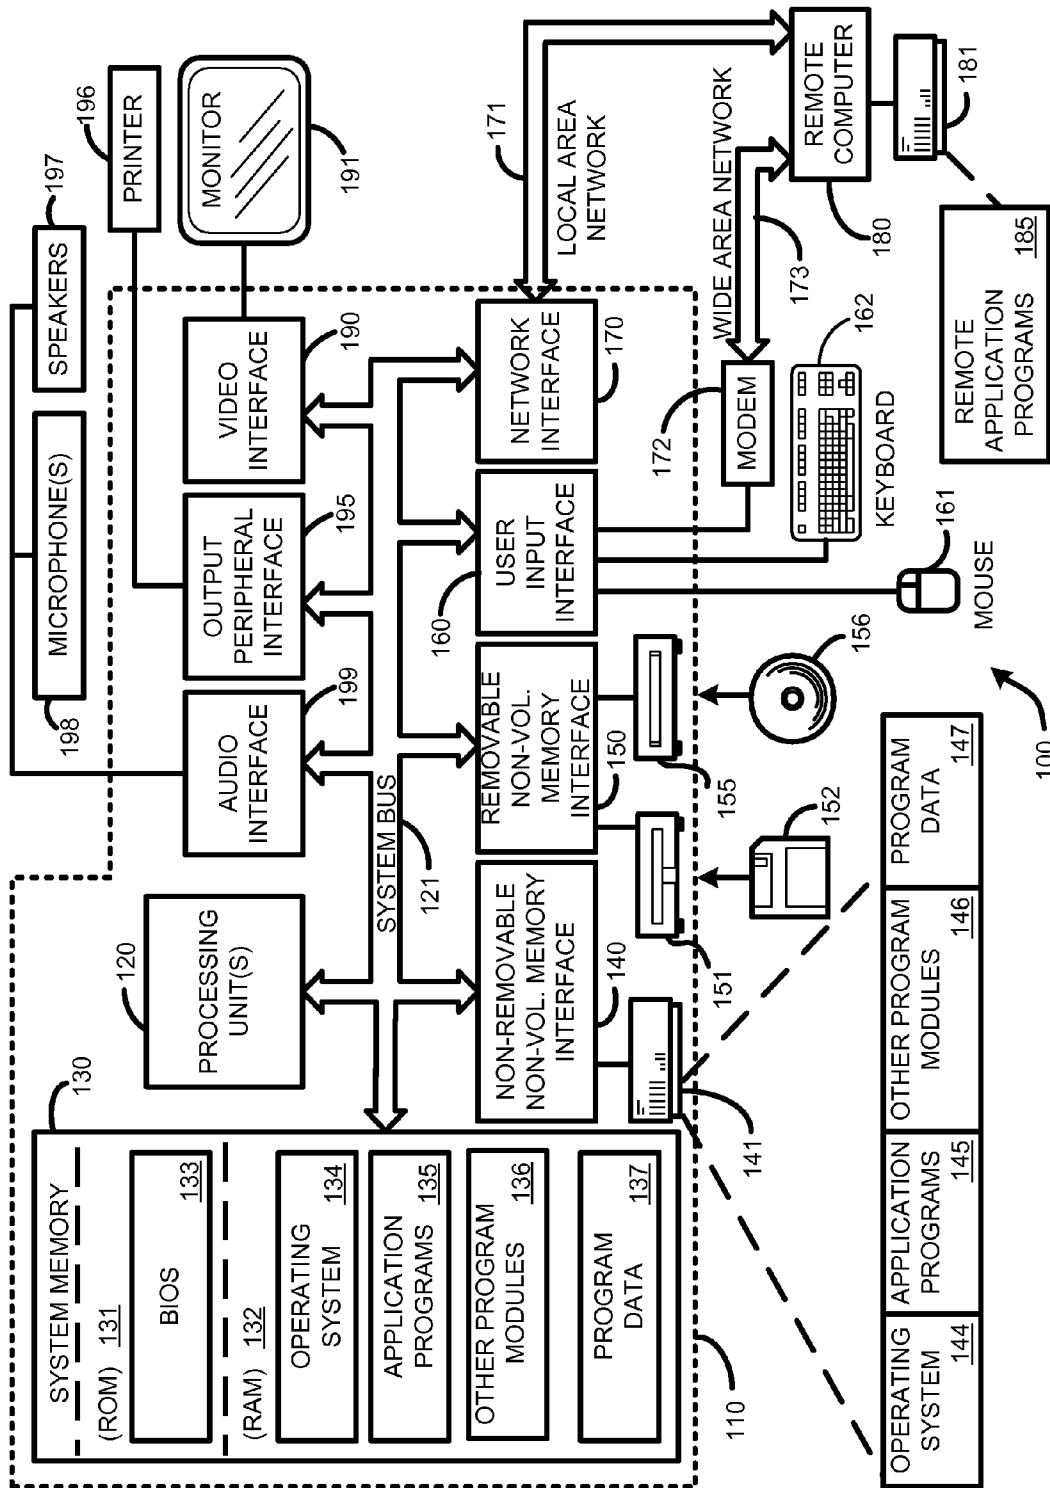 SYSTEM MEMORY
130
(ROM) 131
BIOS
133
(RAM) 132
OPERATING
SYSTEM
134
APPLICATION
PROGRAMS
135
OTHER PROGRAM
MODULES
136
PROGRAM
DATA
137
110
120
PROCESSING
UNIT(S)
SYSTEM BUS
121
MICROPHONE(S)
198
SPEAKERS
197
PRINTER
196
MONITOR
191
AUDIO
INTERFACE
199
OUTPUT
PERIPHERAL
INTERFACE
195
VIDEO
INTERFACE
190
NON-REMOVABLE
NON-VOL. MEMORY
INTERFACE
140
REMOVABLE
NON-VOL.
MEMORY
INTERFACE
150
160
USER
INPUT
INTERFACE
NETWORK
INTERFACE
170
171
LOCAL AREA
NETWORK
WIDE AREA NETWORK
173
172
MODEM
141
151
152
155
156
MOUSE
161
KEYBOARD
162
REMOTE
COMPUTER
180
181
REMOTE
APPLICATION
PROGRAMS
185
OPERATING
SYSTEM
144
APPLICATION
PROGRAMS
145
OTHER PROGRAM
MODULES
146
PROGRAM
DATA
147
100